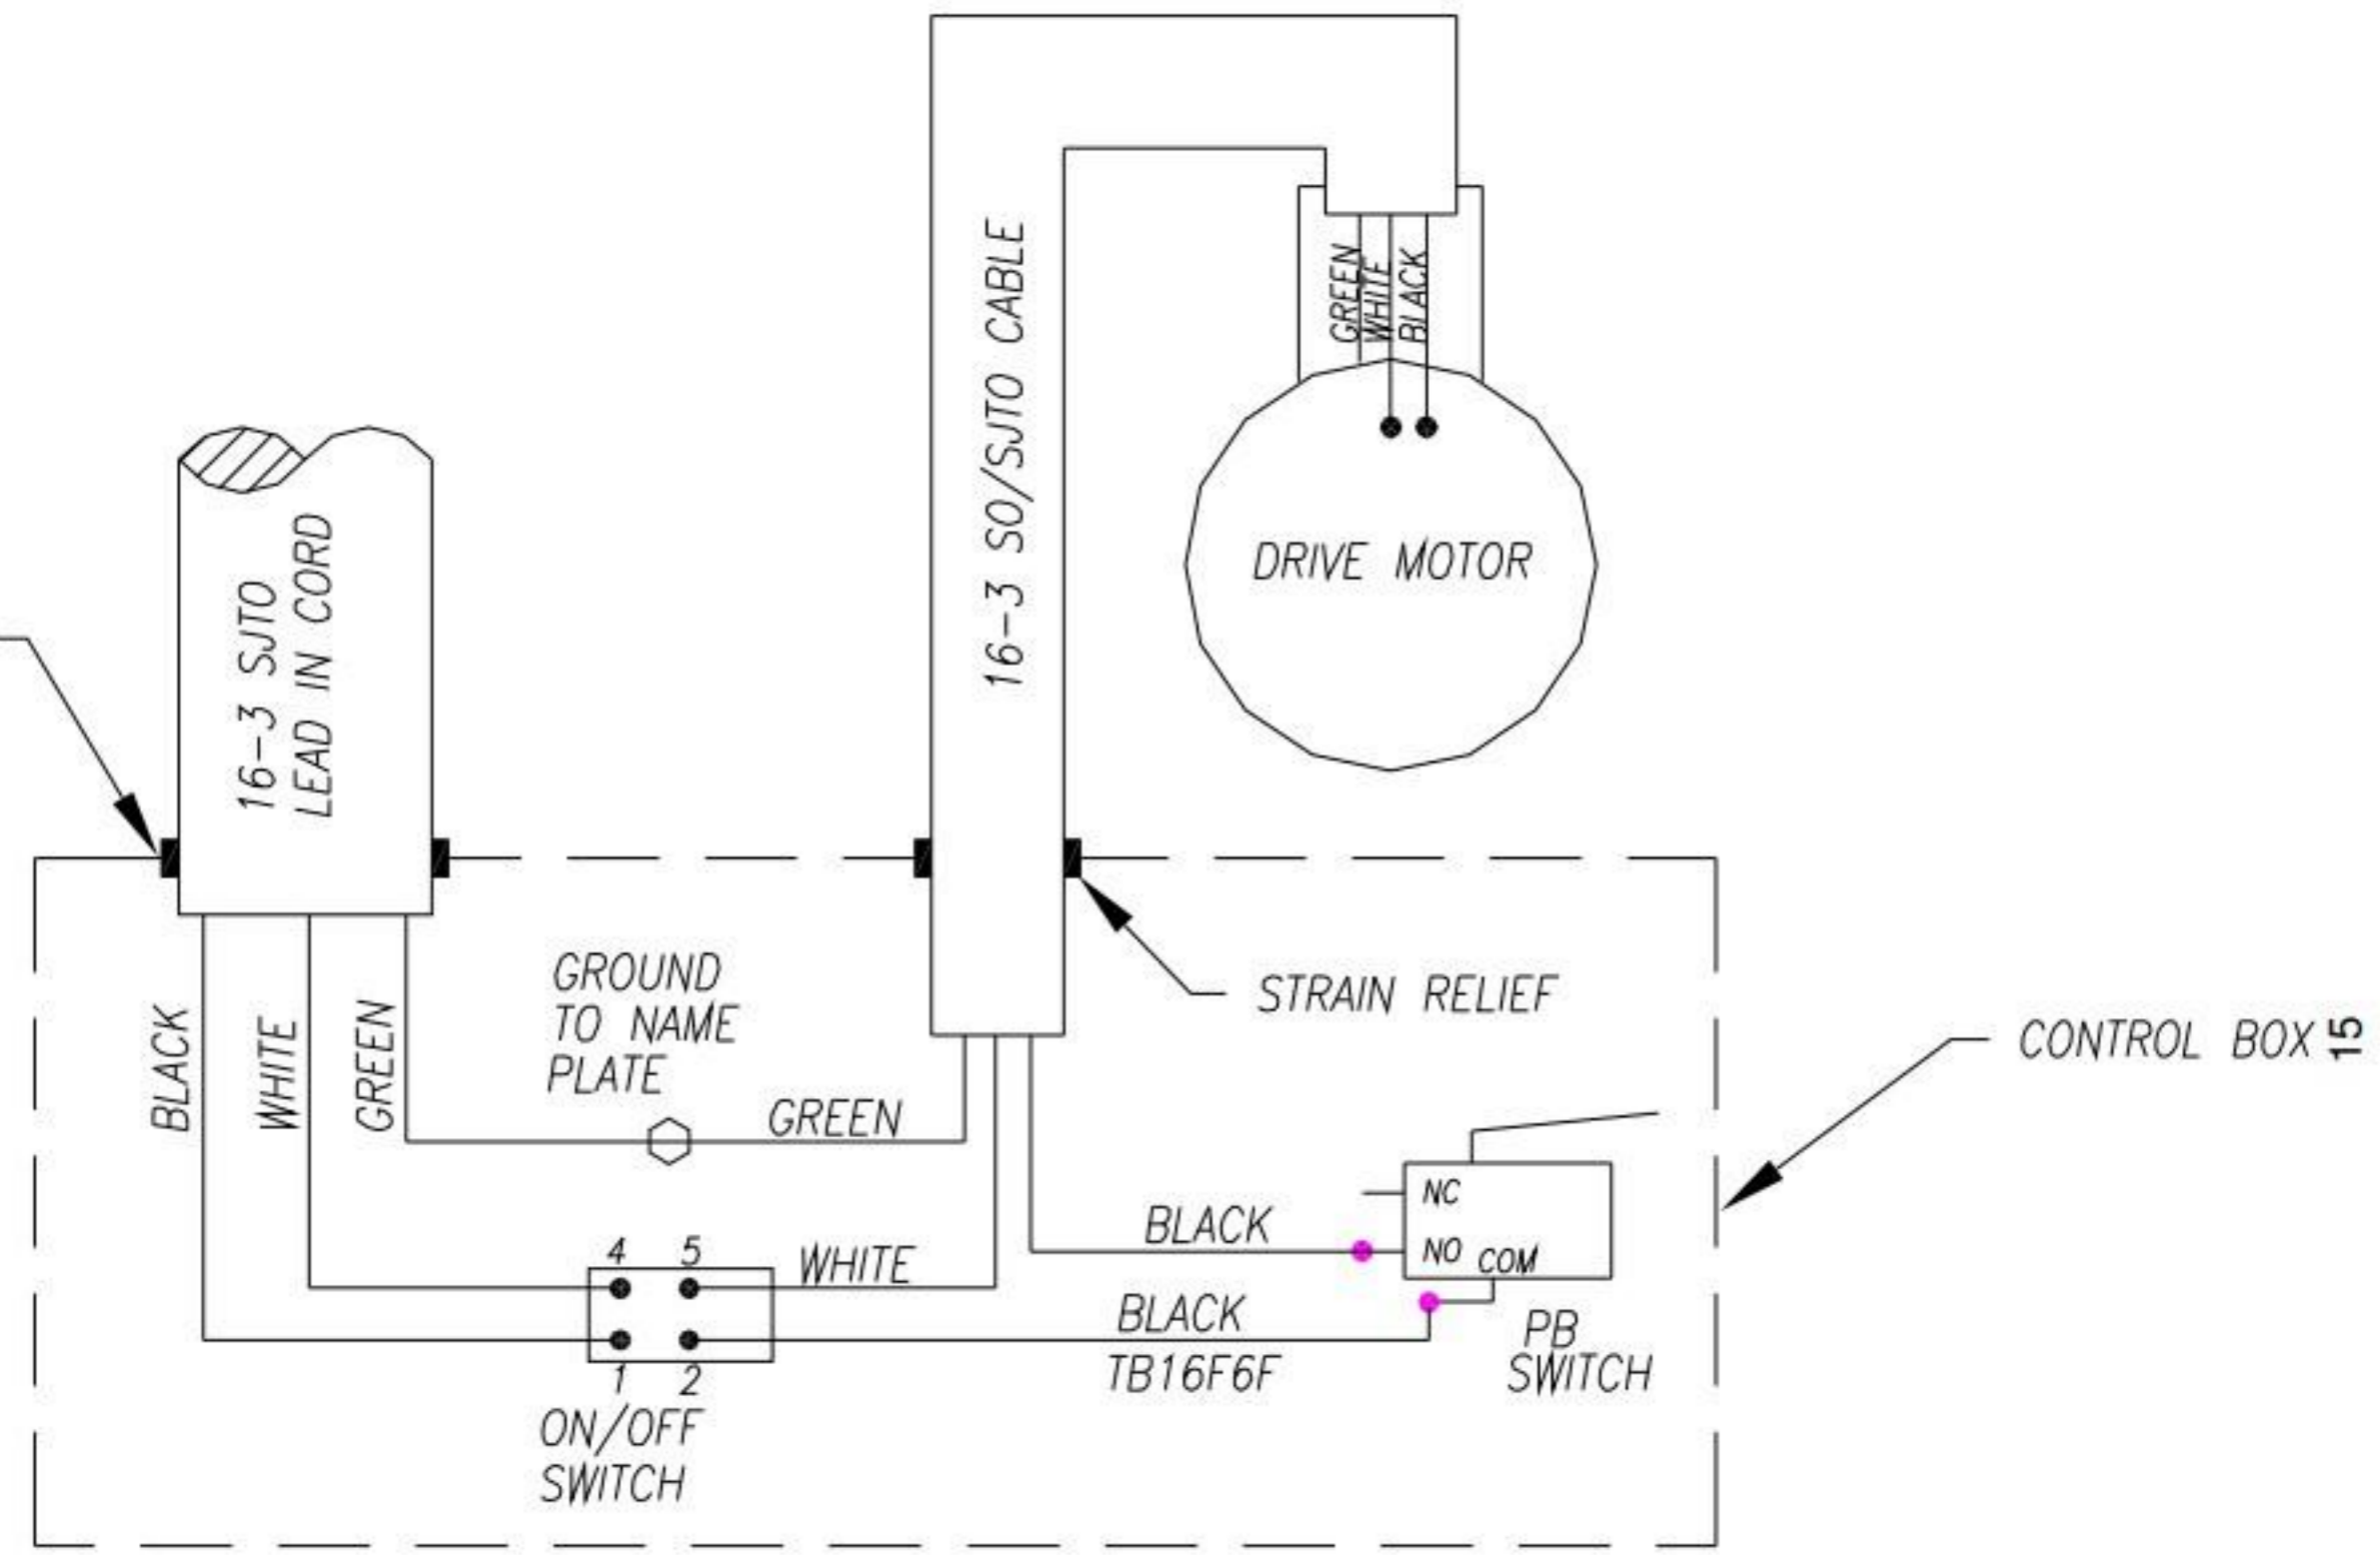 16-3 SJTO
LEAD IN CORD
16-3 SO/SJTO CABLE
GREEN
WHITE
BLACK
DRIVE MOTOR
BLACK
WHITE
GREEN
GROUND
TO NAME
PLATE
GREEN
STRAIN RELIEF
CONTROL BOX 15
4 5
WHITE
1 2
ON/OFF
SWITCH
BLACK
NC
NO COM
BLACK
TB16F6F
PB
SWITCH